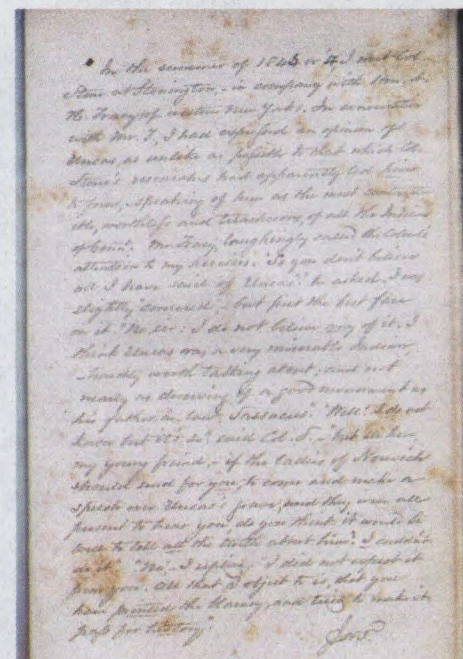 In the summer of 1843 or 4, I met Col.
Stone at Stonington, in company with Hon. A.
H. Tracy of western New York. In conversation
with Mr. T, I had expressed an opinion of
Uncas, as unlike as possible to that which Col.
Stone's researches had apparently led him
to form, speaking of him as the most
worthless and treacherous, of all the Indians
of Conn. Mr. Tracy laughingly called the Col's
attention to my heresies. "So you don't believe
all I have said of Uncas?" he asked. I was
slightly cornered, but put the best face
on it. "No, sir. I do not believe any of it. I
think Uncas was a very miserable Indian,
hardly worth talking about, and not
nearly so deserving of a good monument as
his father in law, Sassacus." "Well! I do not
know but it's so" said Col. S, "but see here
my young friend, if the ladies of Norwich
should send for you, to come and make a
speech over Uncas's grave, and they were all
present to hear you do you think it would be
well to tell all the truth about him? I couldn't
do it." "No" I replied, "I did not expect it
from you. All that I object to is, that you
have printed the , and tried to make it
pass for history."